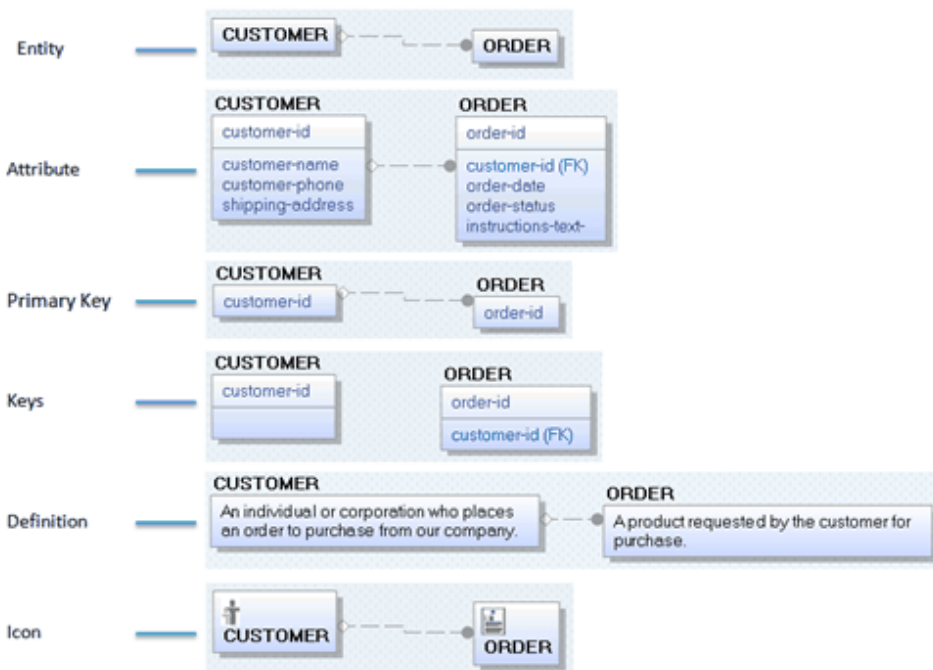 Entity
CUSTOMER
ORDER
Attribute
CUSTOMER
customer-id
customer-name
customer-phone
shipping-address
ORDER
order-id
customer-id (FK)
order-date
order-status
instructions-text-
Primary Key
CUSTOMER
customer-id
ORDER
order-id
Keys
CUSTOMER
customer-id
ORDER
order-id
customer-id (FK)
Definition
CUSTOMER
An individual or corporation who places
an order to purchase from our company.
ORDER
A product requested by the customer for
purchase.
Icon
CUSTOMER
ORDER